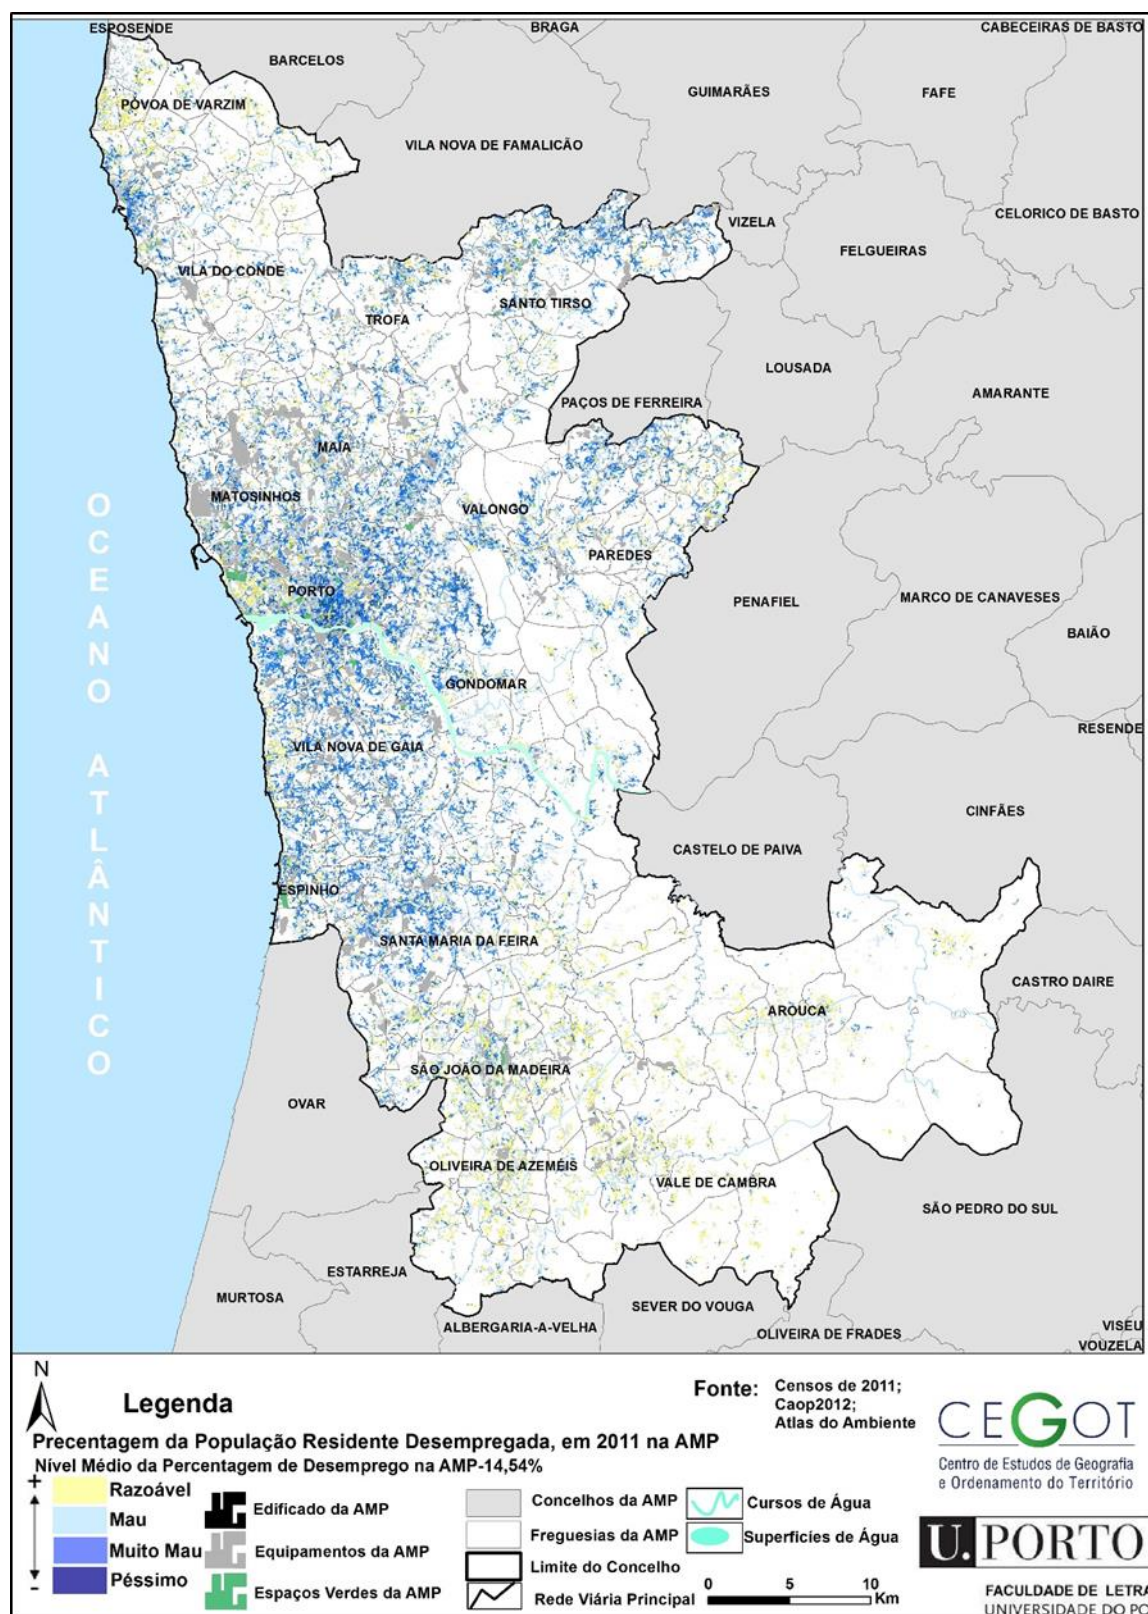 ESPOSENDE
BRAGA
CABECEIRAS DE BASTO
BARCELOS
GUIMARÃES
FAFE
PÓVOA DE VARZIM
VILA NOVA DE FAMALICÃO
CELORICO DE BASTO
VIZELA
FELGUEIRAS
VILA DO CONDE
SANTO TIRSO
TROFA
LOUSADA
AMARANTE
PAÇOS DE FERREIRA
MAIA
MATOSINHOS
VALONGO
PAREDES
PORTO
PENAFIEL
MARCO DE CANAVESES
BAIÃO
GONDOMAR
RESENDE
VILA NOVA DE GAIA
CINFÃES
CASTELO DE PAIVA
ESPINHO
SANTA MARIA DA FEIRA
CASTRO DAIRE
AROUCA
SÃO JOÃO DA MADEIRA
OVAR
OLIVEIRA DE AZEMÉIS
VALE DE CAMBRA
SÃO PEDRO DO SUL
ESTARREJA
MURTOSA
SEVER DO VOUGA
ALBERGARIA-A-VELHA
OLIVEIRA DE FRADES
VISEU
VOUZELA
OCEANO ATLÂNTICO
N
Legenda
Fonte: Censos de 2011;
Caop2012;
Atlas do Ambiente
CEGOT
Centro de Estudos de Geografia
e Ordenamento do Território
Precentagem da População Residente Desempregada, em 2011 na AMP
Nível Médio da Percentagem de Desemprego na AMP-14,54%
+
Razoável
Mau
Muito Mau
Péssimo
-
Edificado da AMP
Equipamentos da AMP
Espaços Verdes da AMP
Concelhos da AMP
Freguesias da AMP
Limite do Concelho
Rede Viária Principal
Cursos de Água
Superfícies de Água
0 5 10
Km
U. PORTO
FACULDADE DE LETRA
UNIVERSIDADE DO PO